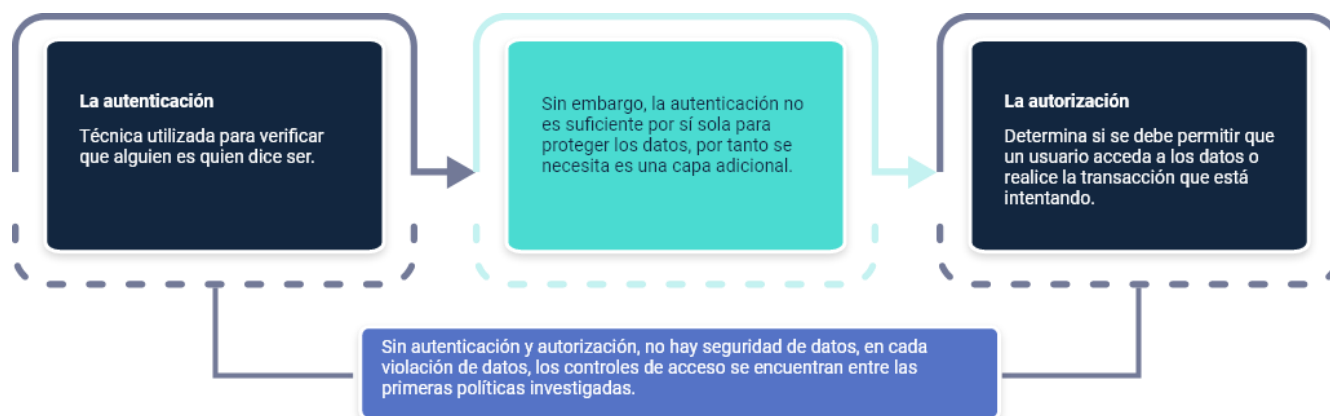 La autenticación
Técnica utilizada para verificar
que alguien es quien dice ser.
Sin embargo, la autenticación no
es suficiente por sí sola para
proteger los datos, por tanto se
necesita es una capa adicional.
La autorización
Determina si se debe permitir que
un usuario acceda a los datos o
realice la transacción que está
intentando.
Sin autenticación y autorización, no hay seguridad de datos, en cada
violación de datos, los controles de acceso se encuentran entre las
primeras políticas investigadas.